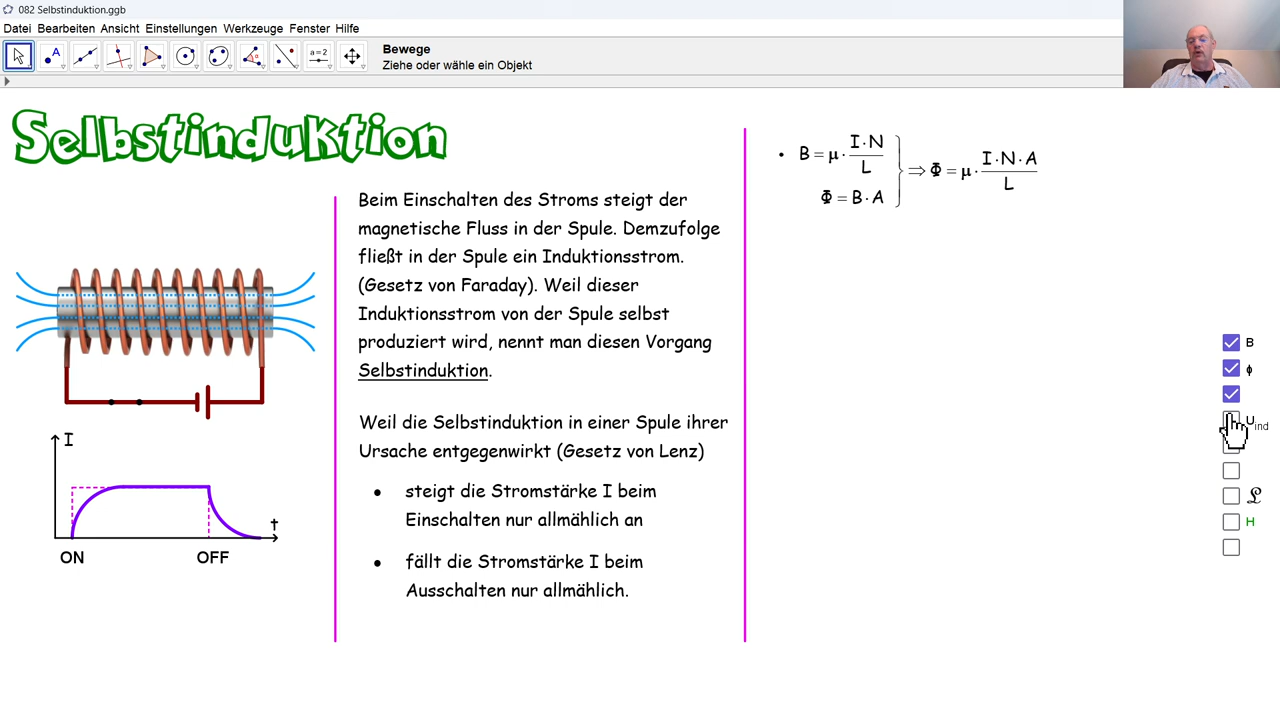 082 Selbstinduktion.ggb
Datei Bearbeiten Ansicht Einstellungen Werkzeuge Fenster Hilfe
A
a=2
Bewege
Ziehe oder wähle ein Objekt
Selbstinduktion
Beim Einschalten des Stroms steigt der
magnetische Fluss in der Spule. Demzufolge
fließt in der Spule ein Induktionsstrom.
(Gesetz von Faraday). Weil dieser
Induktionsstrom von der Spule selbst
produziert wird, nennt man diesen Vorgang
Selbstinduktion.
Weil die Selbstinduktion in einer Spule ihrer
Ursache entgegenwirkt (Gesetz von Lenz)
• steigt die Stromstärke I beim
Einschalten nur allmählich an
• fällt die Stromstärke I beim
Ausschalten nur allmählich.
I
t
ON OFF
• B = μ · (I·N)/L
Φ = B · A
⇒ Φ = μ · (I·N·A)/L
B
ϕ
U ind
ℒ
H